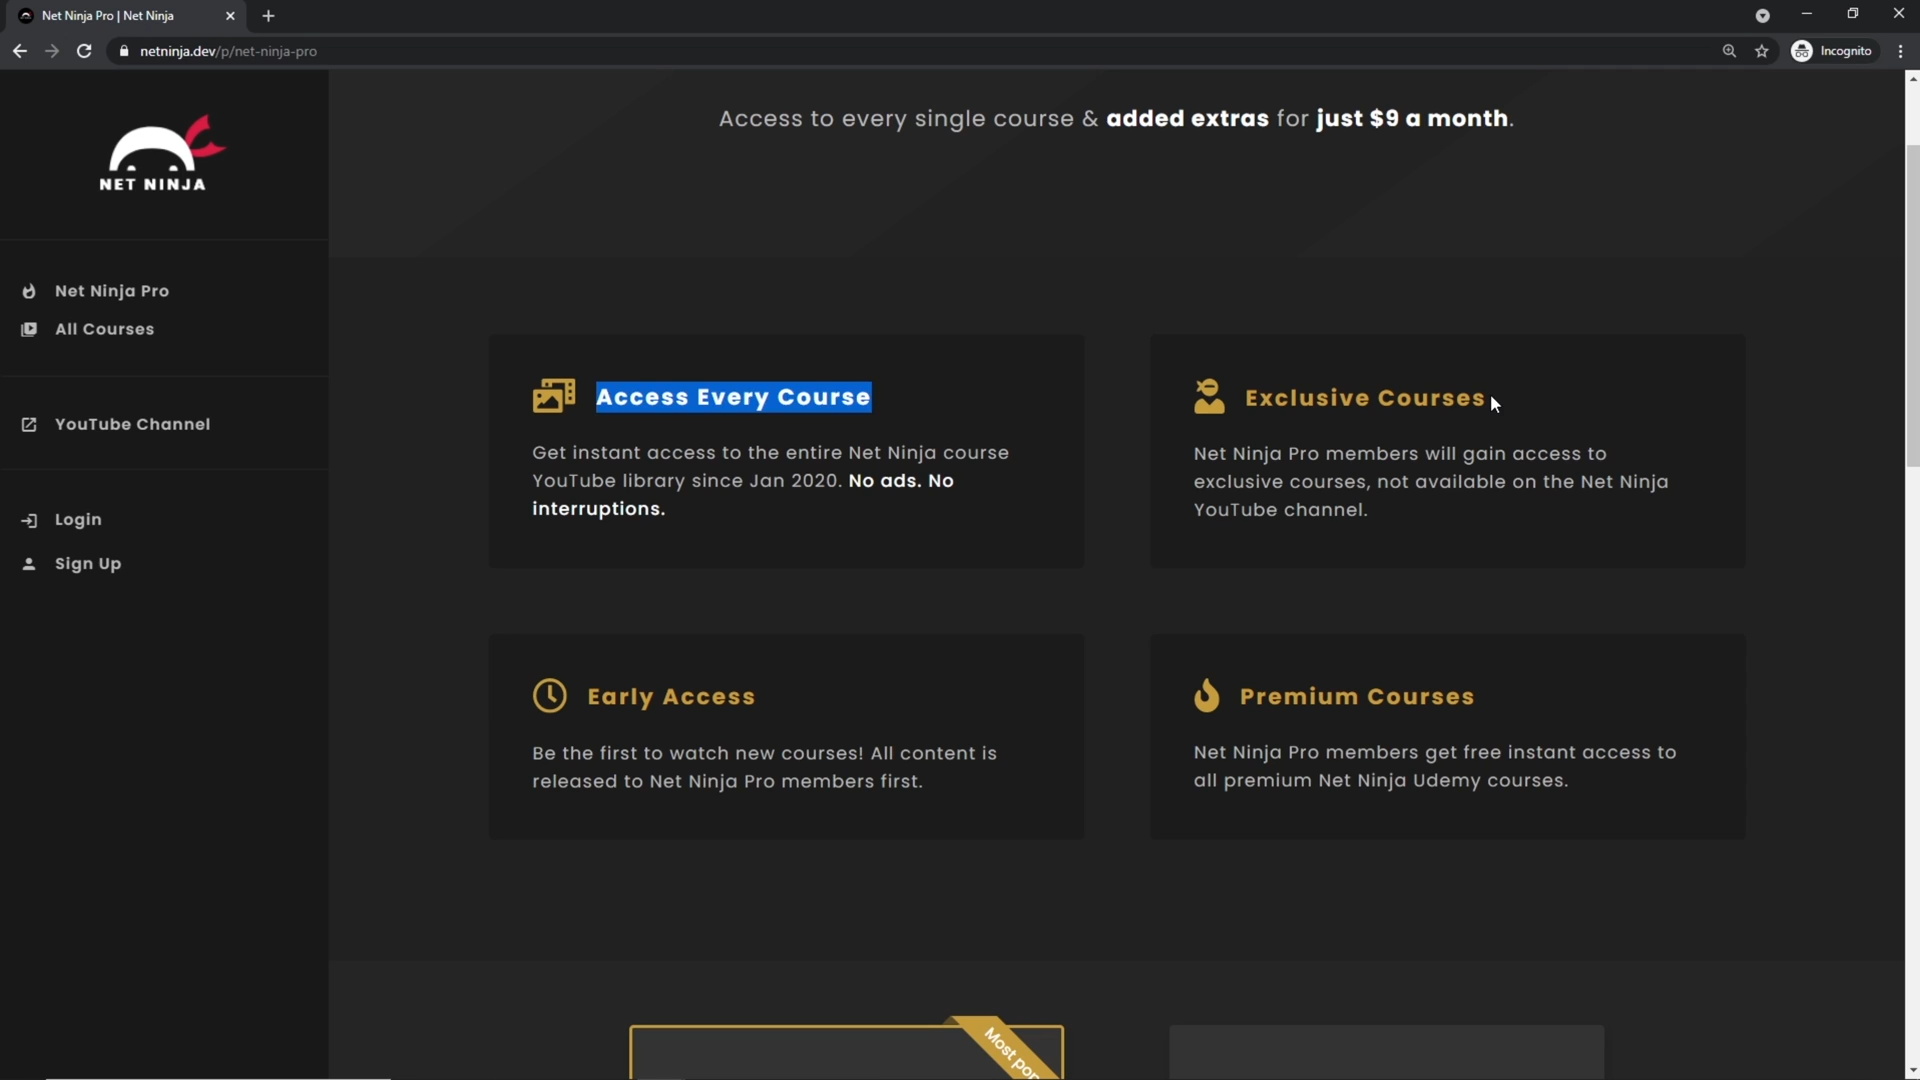 Net Ninja Pro | Net Ninja
netninja.dev/p/net-ninja-pro
Incognito
NET NINJA
Net Ninja Pro
All Courses
YouTube Channel
Login
Sign Up
Access to every single course & added extras for just $9 a month.
Access Every Course
Get instant access to the entire Net Ninja course
YouTube library since Jan 2020. No ads. No
interruptions.
Exclusive Courses
Net Ninja Pro members will gain access to
exclusive courses, not available on the Net Ninja
YouTube channel.
Early Access
Be the first to watch new courses! All content is
released to Net Ninja Pro members first.
Premium Courses
Net Ninja Pro members get free instant access to
all premium Net Ninja Udemy courses.
Most